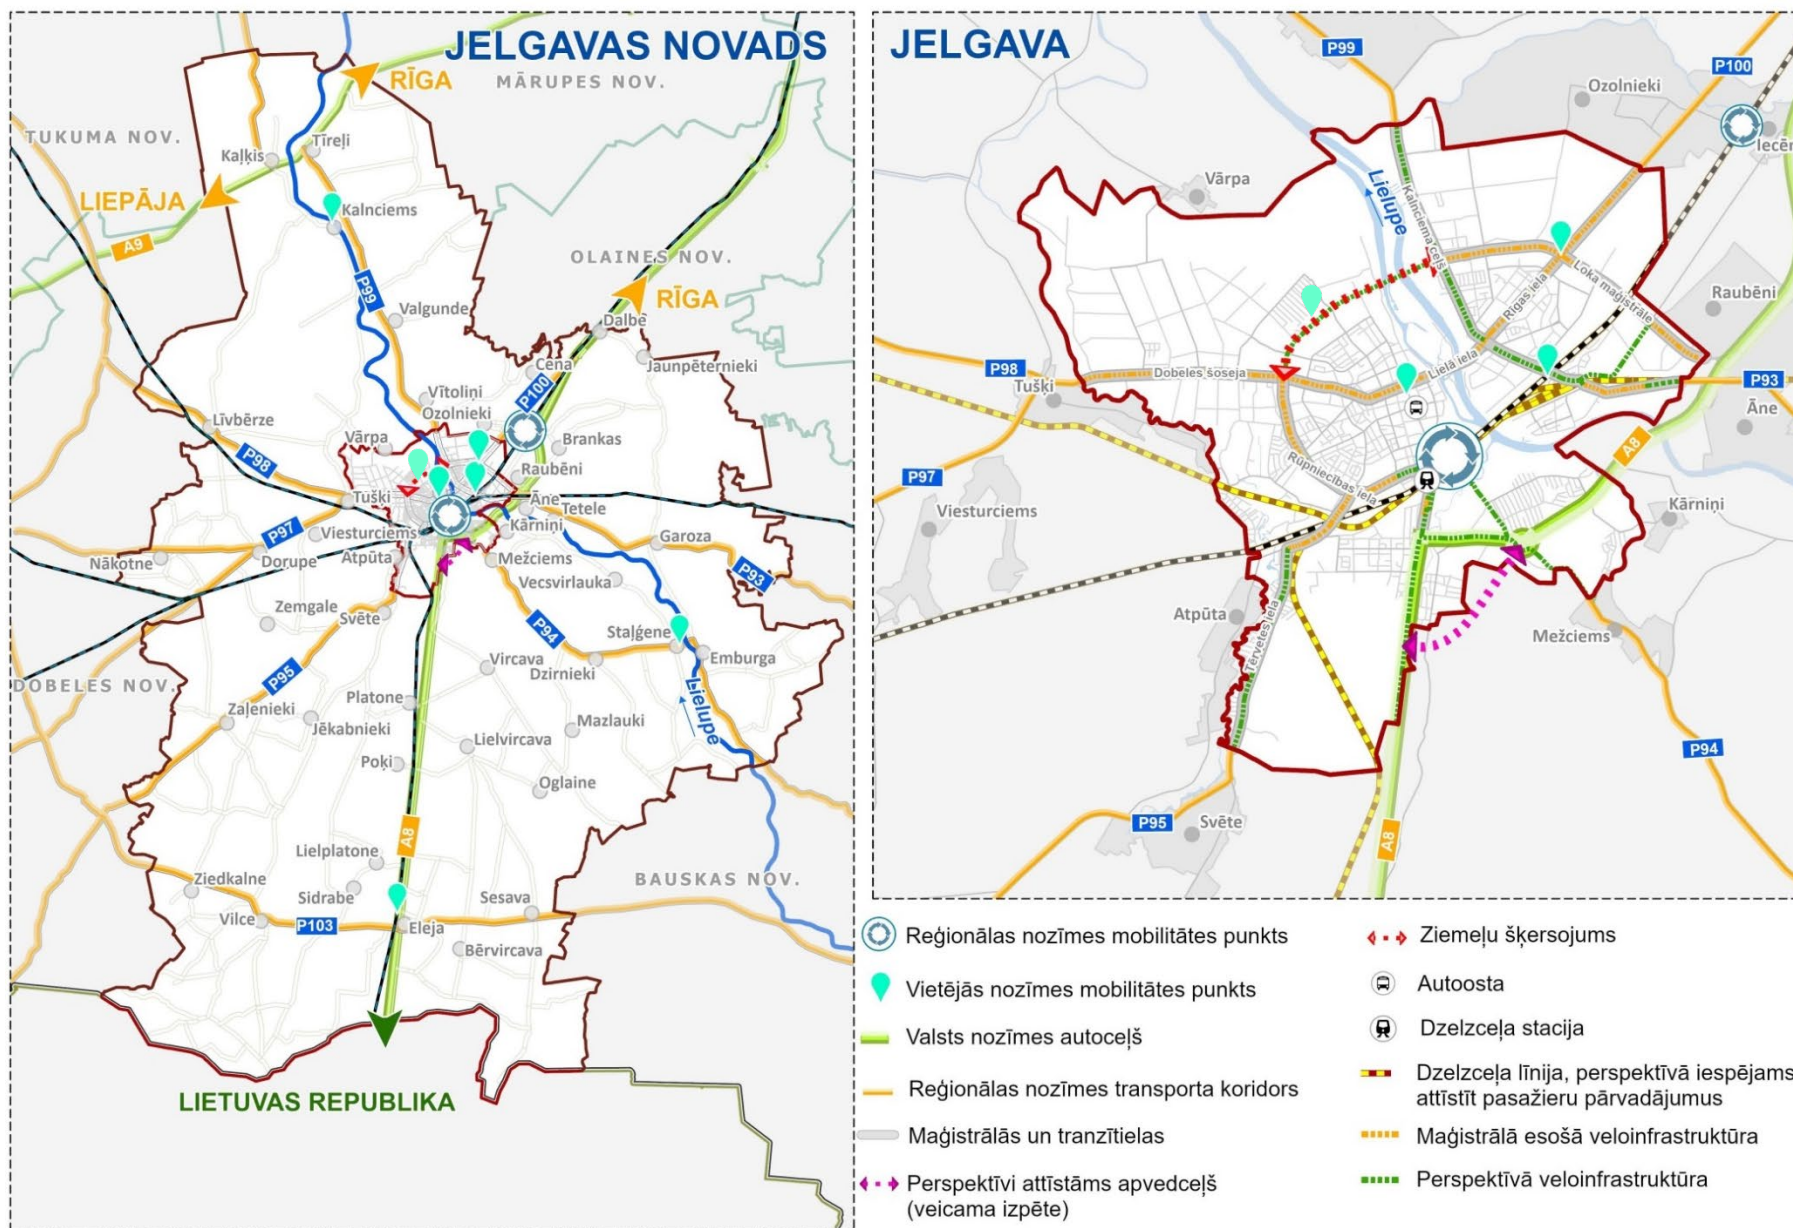 JELGAVAS NOVADS
RĪGA
MĀRUPES NOV.
TUKUMA NOV.
Tīreļi
Kaļķis
LIEPĀJA
Kalnciems
A9
OLAINES NOV.
P99
RĪGA
Valgunde
Dalbe
Jaunpēternieki
Cena
P100
Vītoliņi
Ozolnieki
Līvbērze
Vārpa
Brankas
P98
Raubēni
Tušķi
Āne
Tetele
P97
Viesturciems
Kārniņi
Garoza
Nākotne
Dorupe
Atpūta
Mežciems
P93
Vecsvirlauka
Zemgale
Svēte
P94
Staļģene
Emburga
Vircava
Dzirnieki
P95
DOBELES NOV.
Platone
Lielupe
Zaļenieki
Jēkabnieki
Mazlauki
Lielvircava
Poķi
Oglaine
A8
Lielplatone
Ziedkalne
Sidrabe
Sesava
BAUSKAS NOV.
Vilce
P103
Eleja
Bērvircava
LIETUVAS REPUBLIKA
JELGAVA
P99
P100
Ozolnieki
Iecēn
Vārpa
Lielupe
Kalnciema ceļš
Loka maģistrāle
Rīgas iela
Raubēni
P98
Tušķi
Dobeles šoseja
Lielā iela
P93
Āne
A8
P97
Rūpniecības iela
Viesturciems
Kārniņi
Atpūta
Tērvetes iela
Mežciems
P94
P95
Svēte
A8
Reģionālas nozīmes mobilitātes punkts
Vietējās nozīmes mobilitātes punkts
Valsts nozīmes autoceļš
Reģionālas nozīmes transporta koridors
Maģistrālās un tranzītielas
Perspektīvi attīstāms apvedceļš
(veicama izpēte)
Ziemeļu šķersojums
Autoosta
Dzelzceļa stacija
Dzelzceļa līnija, perspektīvā iespējams
attīstīt pasažieru pārvadājumus
Maģistrālā esošā veloinfrastruktūra
Perspektīvā veloinfrastruktūra